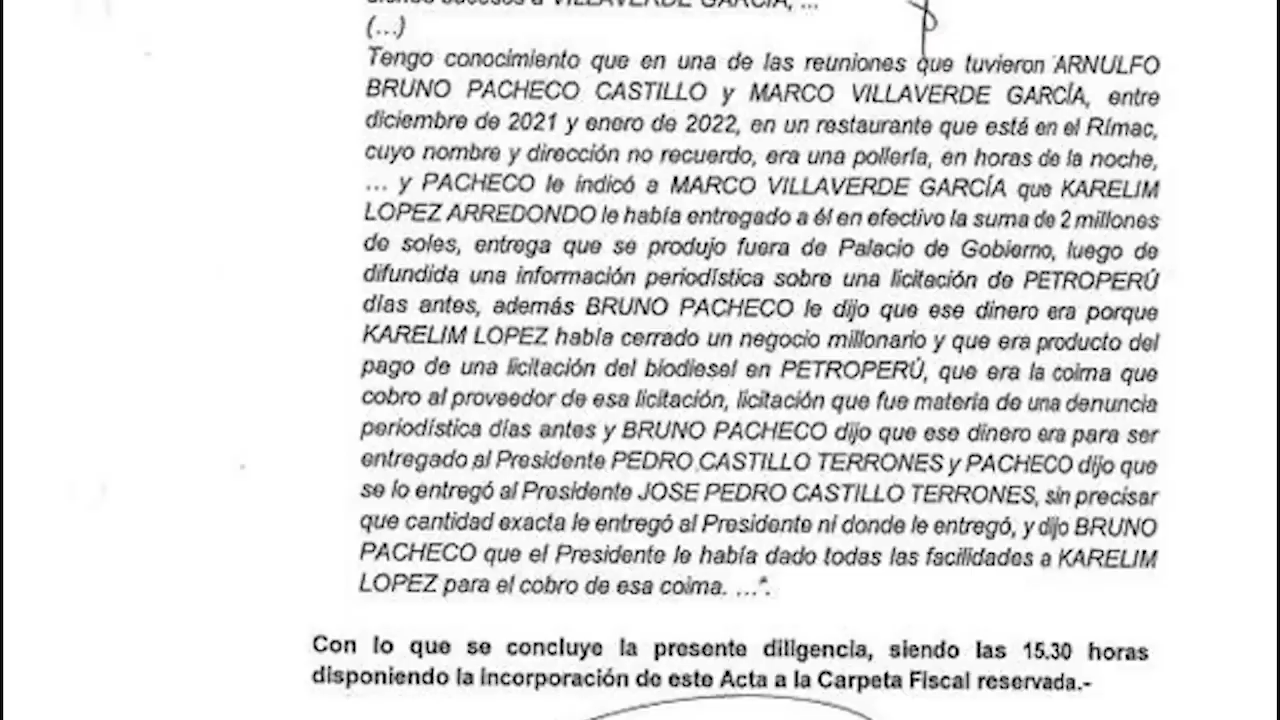 VILLAVERDE GARCÍA, ...
(...)
Tengo conocimiento que en una de las reuniones que tuvieron ARNULFO
BRUNO PACHECO CASTILLO y MARCO VILLAVERDE GARCÍA, entre
diciembre de 2021 y enero de 2022, en un restaurante que está en el Rímac,
cuyo nombre y dirección no recuerdo, era una pollería, en horas de la noche,
... y PACHECO le indicó a MARCO VILLAVERDE GARCÍA que KARELIM
LOPEZ ARREDONDO le había entregado a él en efectivo la suma de 2 millones
de soles, entrega que se produjo fuera de Palacio de Gobierno, luego de
difundida una información periodística sobre una licitación de PETROPERÚ
días antes, además BRUNO PACHECO le dijo que ese dinero era porque
KARELIM LOPEZ había cerrado un negocio millonario y que era producto del
pago de una licitación del biodiesel en PETROPERÚ, que era la coima que
cobro al proveedor de esa licitación, licitación que fue materia de una denuncia
periodística días antes y BRUNO PACHECO dijo que ese dinero era para ser
entregado al Presidente PEDRO CASTILLO TERRONES y PACHECO dijo que
se lo entregó al Presidente JOSE PEDRO CASTILLO TERRONES, sin precisar
que cantidad exacta le entregó al Presidente ni donde le entregó, y dijo BRUNO
PACHECO que el Presidente le había dado todas las facilidades a KARELIM
LOPEZ para el cobro de esa coima. ...".
Con lo que se concluye la presente diligencia, siendo las 15.30 horas
disponiendo la incorporación de este Acta a la Carpeta Fiscal reservada.-